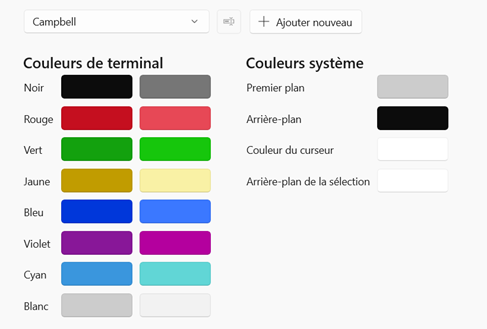 Campbell
Ajouter nouveau
Couleurs de terminal
Noir
Rouge
Vert
Jaune
Bleu
Violet
Cyan
Blanc
Couleurs système
Premier plan
Arrière-plan
Couleur du curseur
Arrière-plan de la sélection